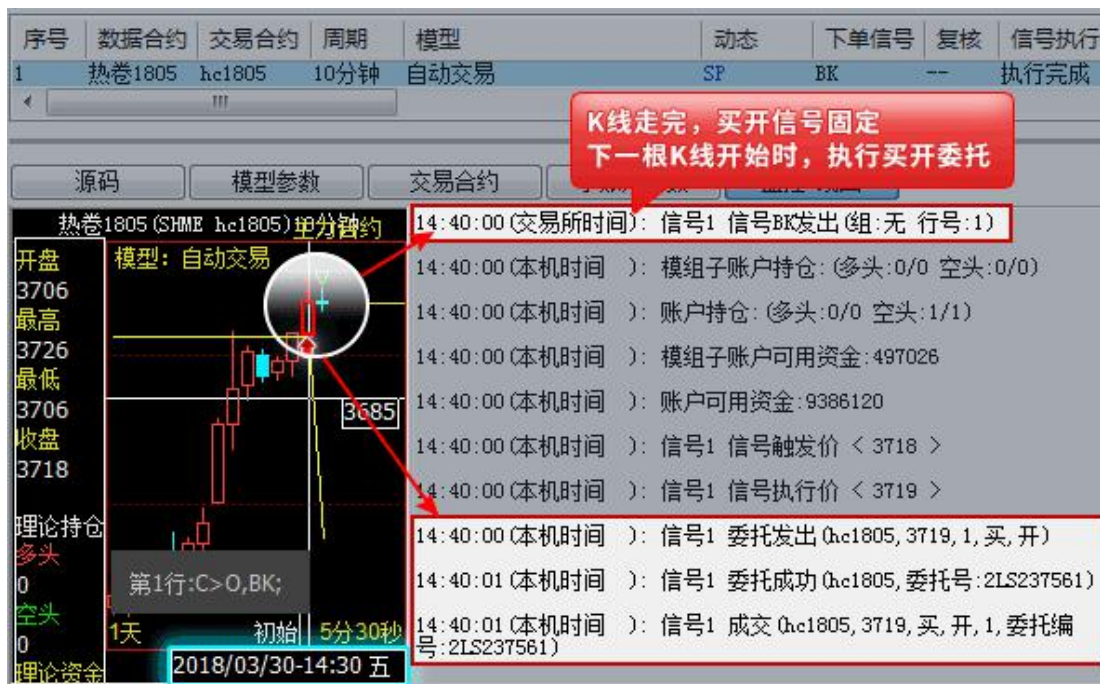 序号 数据合约 交易合约 周期 模型 动态 下单信号 复核 信号执行
1 热卷1805 hc1805 10分钟 自动交易 SP BK -- 执行完成
K线走完，买开信号固定
下一根K线开始时，执行买开委托
源码 模型参数 交易合约
热卷1805(SHME hc1805)10分钟
模型: 自动交易
开盘
3706
最高
3726
最低
3706
收盘
3718
理论持仓
多头
0
空头
0
理论资金
3685
第1行:C>O,BK;
1天 初始 5分30秒
2018/03/30-14:30 五
14:40:00(交易所时间): 信号1 信号BK发出(组:无 行号:1)
14:40:00(本机时间 ): 模组子账户持仓: (多头:0/0 空头:0/0)
14:40:00(本机时间 ): 账户持仓: (多头:0/0 空头:1/1)
14:40:00(本机时间 ): 模组子账户可用资金:497026
14:40:00(本机时间 ): 账户可用资金:9386120
14:40:00(本机时间 ): 信号1 信号触发价 < 3718 >
14:40:00(本机时间 ): 信号1 信号执行价 < 3719 >
14:40:00(本机时间 ): 信号1 委托发出(hc1805,3719,1,买,开)
14:40:01(本机时间 ): 信号1 委托成功(hc1805,委托号:2LS237561)
14:40:01(本机时间 ): 信号1 成交(hc1805,3719,买,开,1,委托编
号:2LS237561)